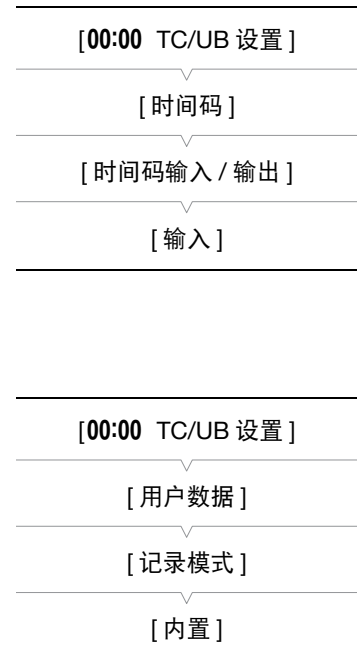 [00:00 TC/UB 设置]
[时间码]
[时间码输入 / 输出]
[输入]
[00:00 TC/UB 设置]
[用户数据]
[记录模式]
[内置]